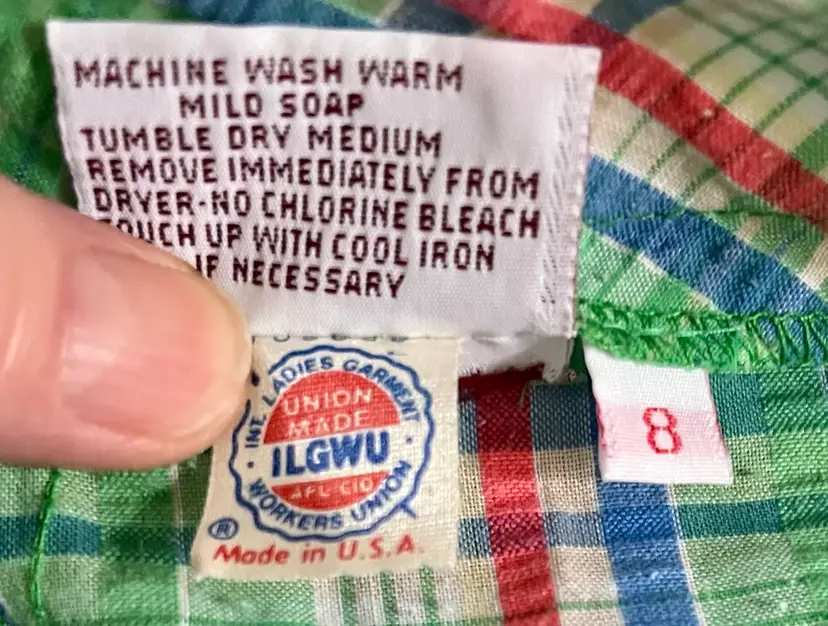 MACHINE WASH WARM
MILD SOAP
TUMBLE DRY MEDIUM
REMOVE IMMEDIATELY FROM
DRYER-NO CHLORINE BLEACH
TOUCH UP WITH COOL IRON
IF NECESSARY
INT. LADIES GARMENT
UNION
MADE
ILGWU
AFL-CIO
WORKERS UNION
®
Made in U.S.A.
8